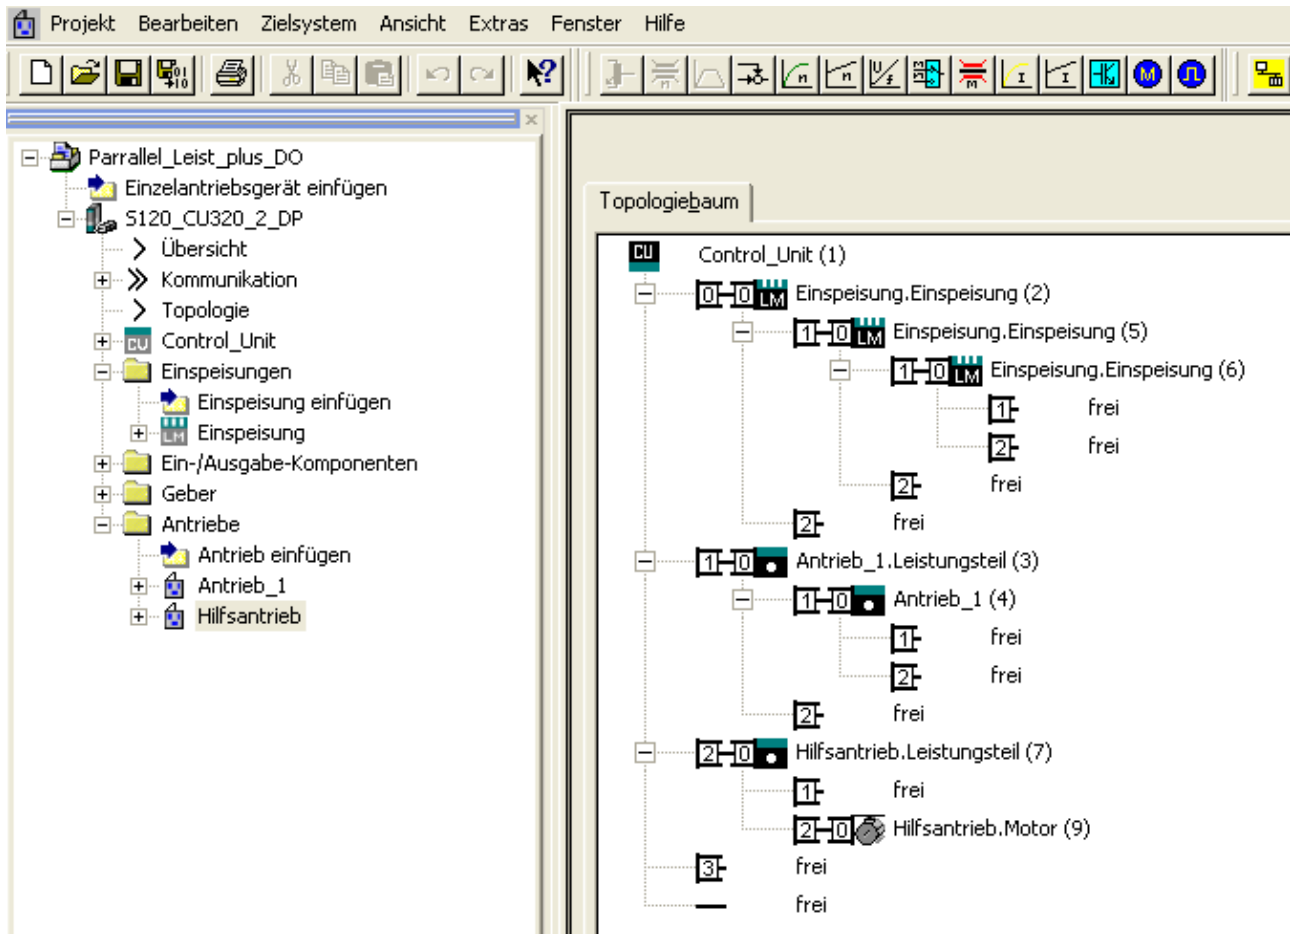 Projekt Bearbeiten Zielsystem Ansicht Extras Fenster Hilfe
Parrallel_Leist_plus_DO
Einzelantriebsgerät einfügen
S120_CU320_2_DP
Übersicht
Kommunikation
Topologie
CU Control_Unit
Einspeisungen
Einspeisung einfügen
LM Einspeisung
Ein-/Ausgabe-Komponenten
Geber
Antriebe
Antrieb einfügen
Antrieb_1
Hilfsantrieb
Topologiebaum
CU Control_Unit (1)
0 0 LM Einspeisung.Einspeisung (2)
1 0 LM Einspeisung.Einspeisung (5)
1 0 LM Einspeisung.Einspeisung (6)
1 frei
2 frei
2 frei
2 frei
1 0 Antrieb_1.Leistungsteil (3)
1 0 Antrieb_1 (4)
1 frei
2 frei
2 frei
2 0 Hilfsantrieb.Leistungsteil (7)
1 frei
2 0 Hilfsantrieb.Motor (9)
3 frei
frei